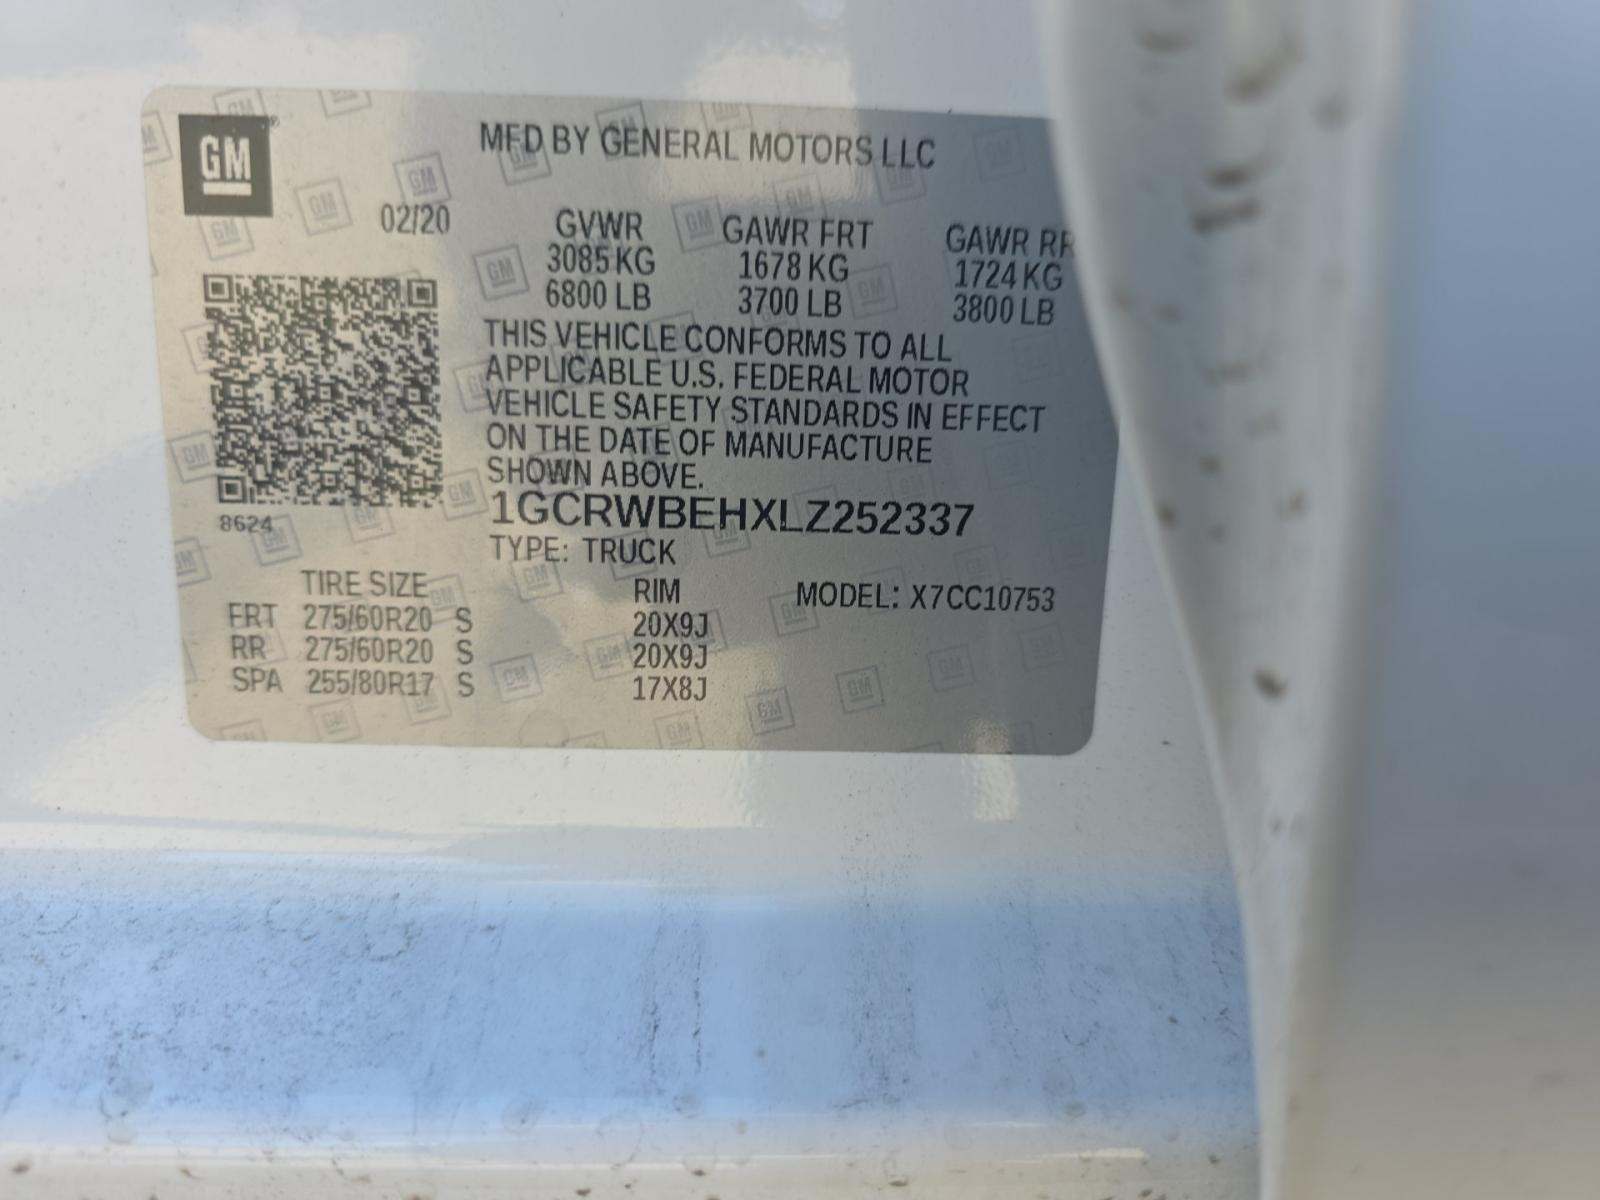 GM
MFD BY GENERAL MOTORS LLC
02/20
GVWR GAWR FRT GAWR RR
3085 KG 1678 KG 1724 KG
6800 LB 3700 LB 3800 LB
THIS VEHICLE CONFORMS TO ALL
APPLICABLE U.S. FEDERAL MOTOR
VEHICLE SAFETY STANDARDS IN EFFECT
ON THE DATE OF MANUFACTURE
SHOWN ABOVE.
8624
1GCRWBEHXLZ252337
TYPE: TRUCK
TIRE SIZE RIM MODEL: X7CC10753
FRT 275/60R20 S 20X9J
RR 275/60R20 S 20X9J
SPA 255/80R17 S 17X8J